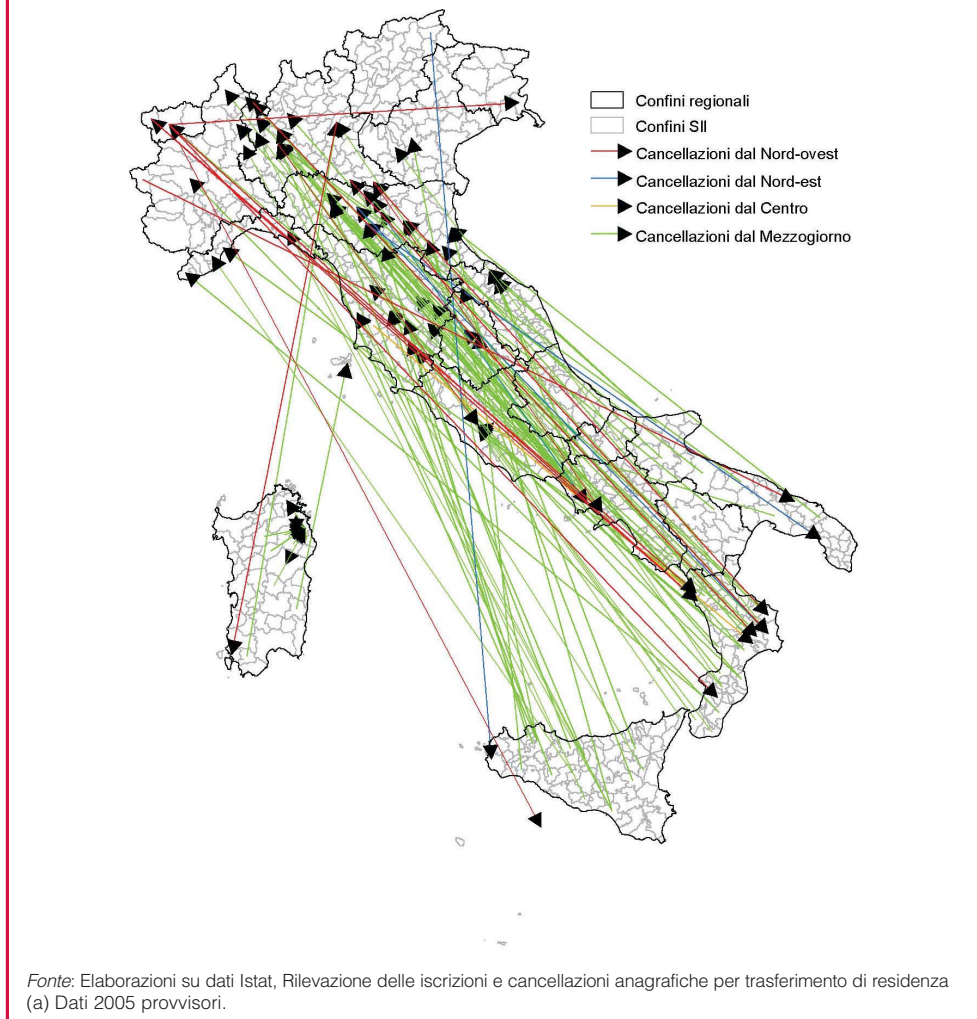 Confini regionali
Confini Sll
Cancellazioni dal Nord-ovest
Cancellazioni dal Nord-est
Cancellazioni dal Centro
Cancellazioni dal Mezzogiorno
Fonte: Elaborazioni su dati Istat, Rilevazione delle iscrizioni e cancellazioni anagrafiche per trasferimento di residenza
(a) Dati 2005 provvisori.